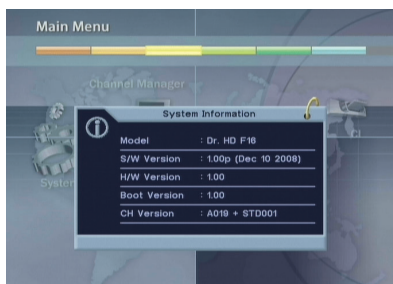 Main Menu
Channel Manager
System Information
Model : Dr. HD F16
S/W Version : 1.00p (Dec 10 2008)
H/W Version : 1.00
Boot Version : 1.00
CH Version : A019 + STD001